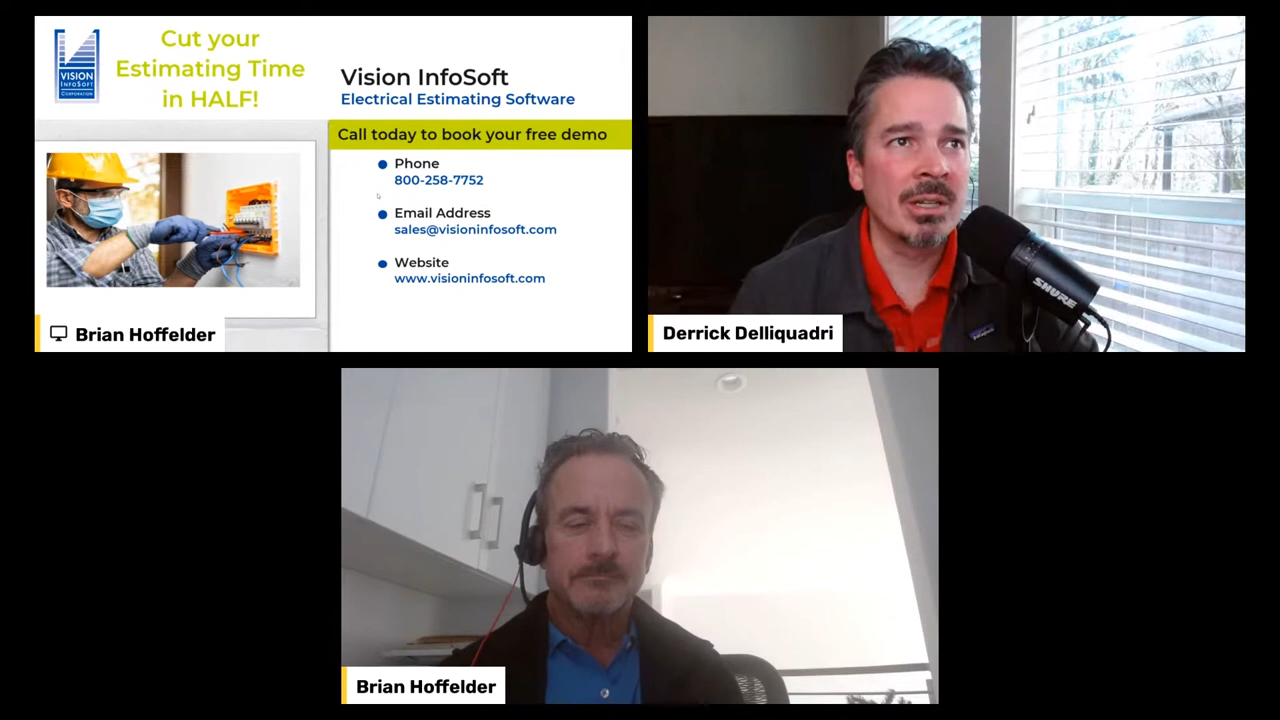 VISION
INFOSOFT
CORPORATION
Cut your
Estimating Time
in HALF!
Vision InfoSoft
Electrical Estimating Software
Call today to book your free demo
Phone
800-258-7752
Email Address
sales@visioninfosoft.com
Website
www.visioninfosoft.com
Brian Hoffelder
SHURE
Derrick Delliquadri
Brian Hoffelder